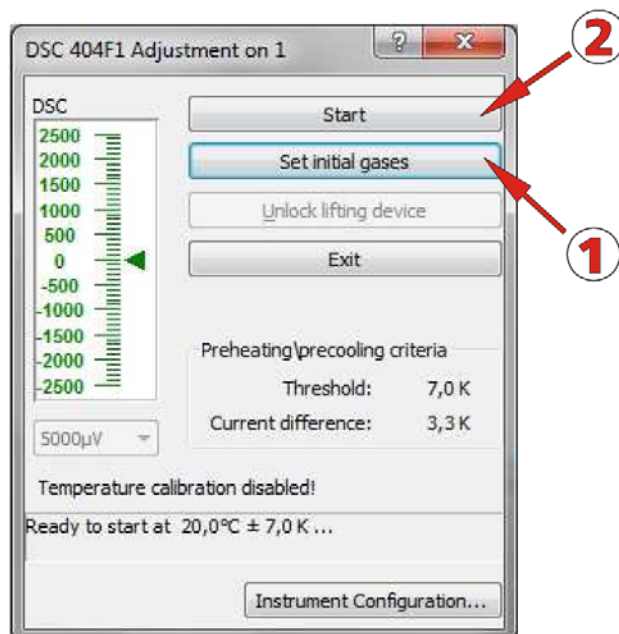 DSC 404F1 Adjustment on 1
?
x
DSC
2500
2000
1500
1000
500
0
-500
-1000
-1500
-2000
-2500
5000µV
Start
Set initial gases
Unlock lifting device
Exit
Preheating\precooling criteria
Threshold: 7,0 K
Current difference: 3,3 K
Temperature calibration disabled!
Ready to start at 20,0°C ± 7,0 K ...
Instrument Configuration...
2
1